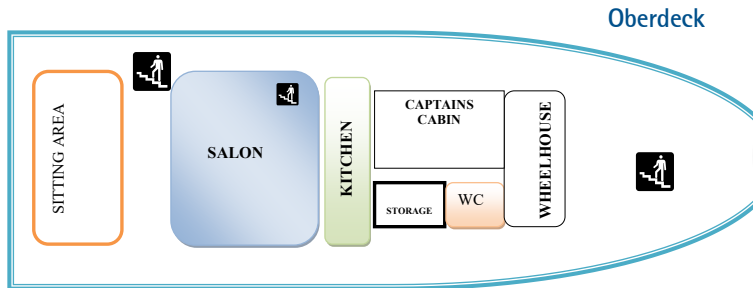 Oberdeck
SITTING AREA
SALON
KITCHEN
CAPTAINS
CABIN
STORAGE
WC
WHEELHOUSE